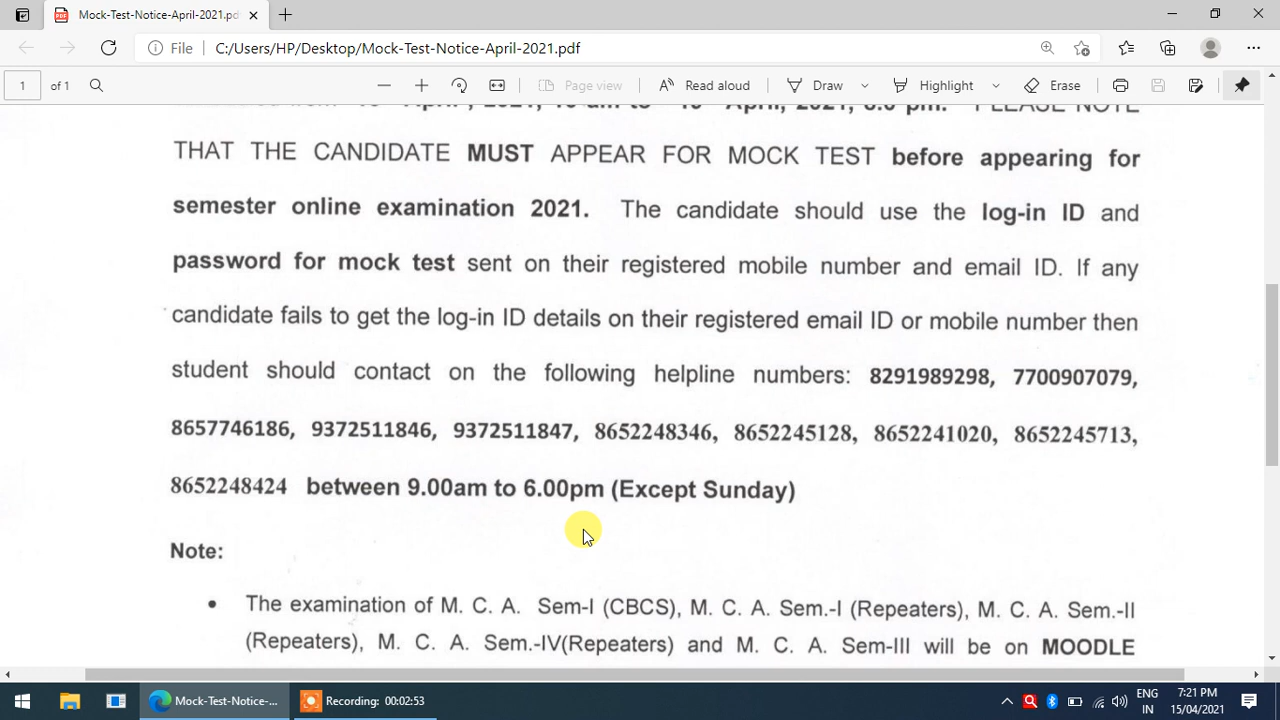 Mock-Test-Notice-April-2021.pdf
File C:/Users/HP/Desktop/Mock-Test-Notice-April-2021.pdf
1 of 1 Page view Read aloud Draw Highlight Erase
April, 2021, April, 2021, PLEASE NOTE
THAT THE CANDIDATE MUST APPEAR FOR MOCK TEST before appearing for
semester online examination 2021. The candidate should use the log-in ID and
password for mock test sent on their registered mobile number and email ID. If any
candidate fails to get the log-in ID details on their registered email ID or mobile number then
student should contact on the following helpline numbers: 8291989298, 7700907079,
8657746186, 9372511846, 9372511847, 8652248346, 8652245128, 8652241020, 8652245713,
8652248424 between 9.00am to 6.00pm (Except Sunday)
Note:
• The examination of M. C. A. Sem-I (CBCS), M. C. A. Sem.-I (Repeaters), M. C. A. Sem.-II
(Repeaters), M. C. A. Sem.-IV(Repeaters) and M. C. A. Sem-III will be on MOODLE
Mock-Test-Notice-... Recording: 00:02:53 ENG 7:21 PM
IN 15/04/2021